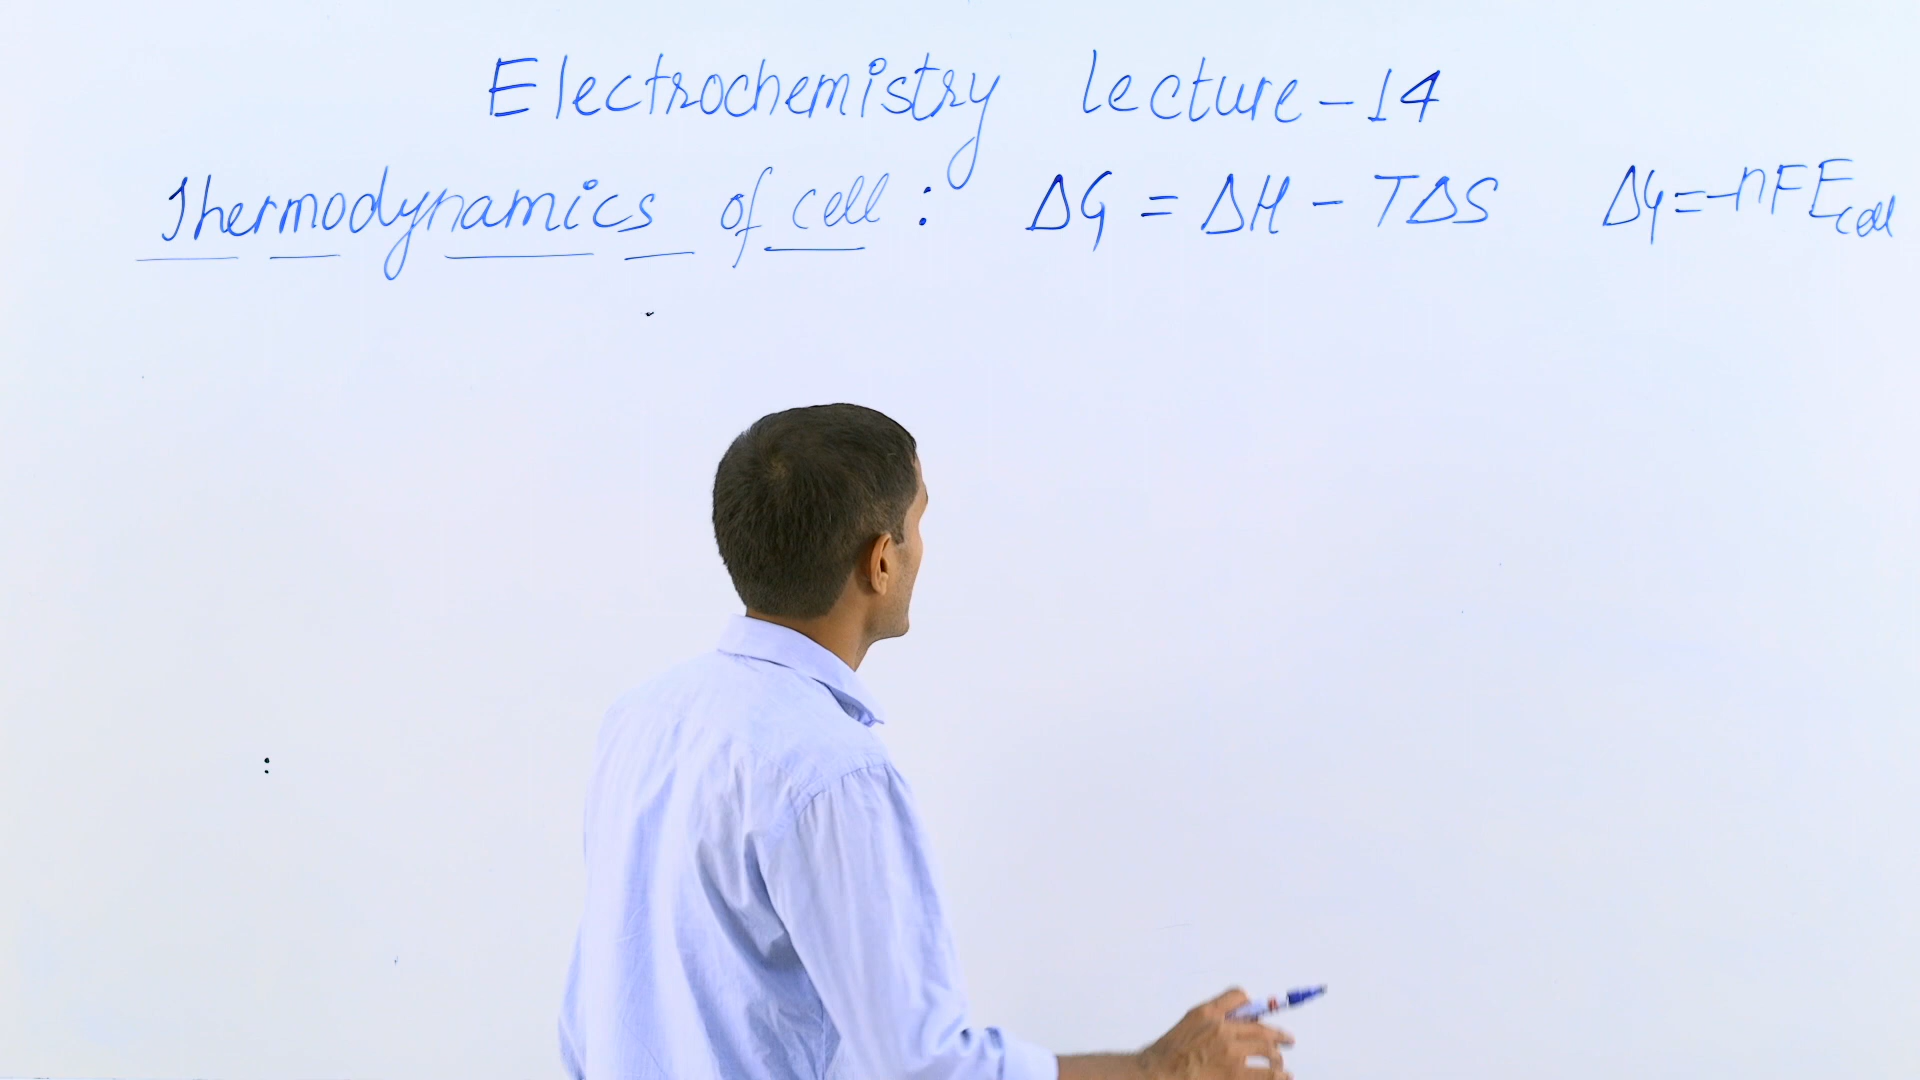 Electrochemistry Lecture - 14
Thermodynamics of cell : ΔG = ΔH - TΔS ΔG = -nFEcell